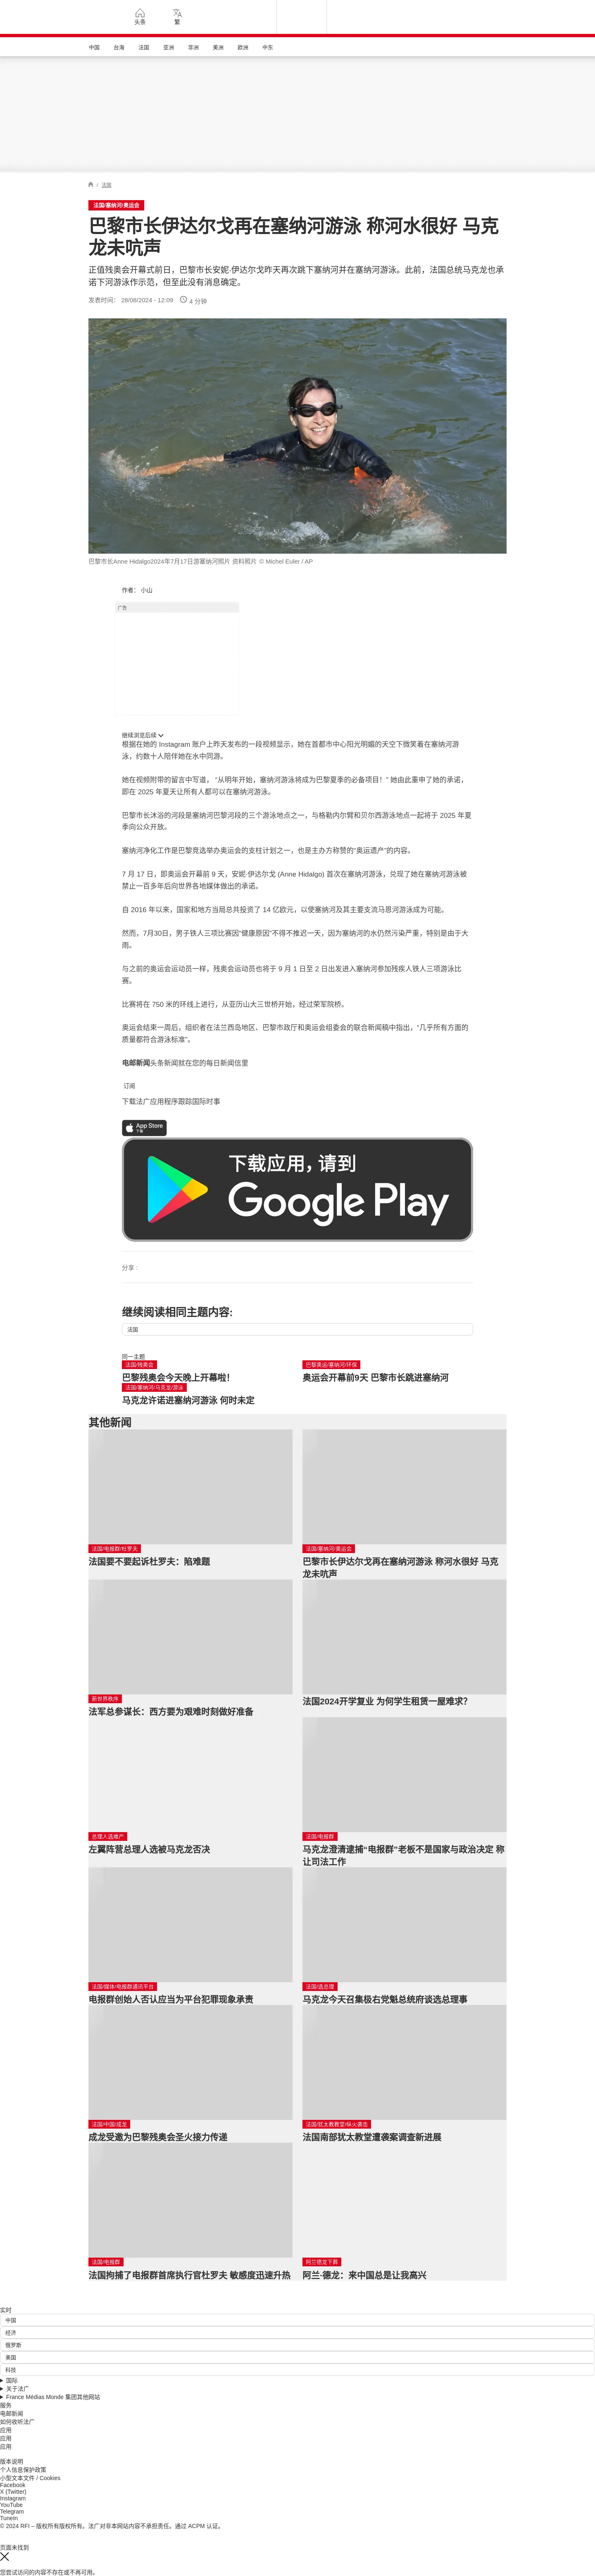 头条
繁
中国
台海
法国
亚洲
非洲
美洲
欧洲
中东
/ 法国
法国/塞纳河/奥运会
巴黎市长伊达尔戈再在塞纳河游泳 称河水很好 马克
龙未吭声
正值残奥会开幕式前日，巴黎市长安妮·伊达尔戈昨天再次跳下塞纳河并在塞纳河游泳。此前，法国总统马克龙也承
诺下河游泳作示范，但至此没有消息确定。
发表时间： 28/08/2024 - 12:09 4 分钟
巴黎市长Anne Hidalgo2024年7月17日游塞纳河照片 资料照片 © Michel Euler / AP
作者： 小山
广告
继续浏览后续
根据在她的 Instagram 账户上昨天发布的一段视频显示，她在首都市中心阳光明媚的天空下微笑着在塞纳河游
泳，约数十人陪伴她在水中同游。
她在视频附带的留言中写道， “从明年开始，塞纳河游泳将成为巴黎夏季的必备项目！” 她由此重申了她的承诺，
即在 2025 年夏天让所有人都可以在塞纳河游泳。
巴黎市长沐浴的河段是塞纳河巴黎河段的三个游泳地点之一，与格勒内尔臂和贝尔西游泳地点一起将于 2025 年夏
季向公众开放。
塞纳河净化工作是巴黎竞选举办奥运会的支柱计划之一，也是主办方称赞的“奥运遗产”的内容。
7 月 17 日，即奥运会开幕前 9 天，安妮·伊达尔戈 (Anne Hidalgo) 首次在塞纳河游泳，兑现了她在塞纳河游泳被
禁止一百多年后向世界各地媒体做出的承诺。
自 2016 年以来，国家和地方当局总共投资了 14 亿欧元，以使塞纳河及其主要支流马恩河游泳成为可能。
然而，7月30日，男子铁人三项比赛因“健康原因”不得不推迟一天，因为塞纳河的水仍然污染严重，特别是由于大
雨。
与之前的奥运会运动员一样，残奥会运动员也将于 9 月 1 日至 2 日出发进入塞纳河参加残疾人铁人三项游泳比
赛。
比赛将在 750 米的环线上进行，从亚历山大三世桥开始，经过荣军院桥。
奥运会结束一周后，组织者在法兰西岛地区、巴黎市政厅和奥运会组委会的联合新闻稿中指出，“几乎所有方面的
质量都符合游泳标准”。
电邮新闻头条新闻就在您的每日新闻信里
订阅
下载法广应用程序跟踪国际时事
App Store
下载
下载应用，请到
Google Play
分享 :
继续阅读相同主题内容:
法国
同一主题
法国/残奥会
巴黎残奥会今天晚上开幕啦！
巴黎奥运/塞纳河/环保
奥运会开幕前9天 巴黎市长跳进塞纳河
法国/塞纳河/马克龙/游泳
马克龙许诺进塞纳河游泳 何时未定
其他新闻
法国/电报群/杜罗夫
法国要不要起诉杜罗夫：陷难题
法国/塞纳河/奥运会
巴黎市长伊达尔戈再在塞纳河游泳 称河水很好 马克
龙未吭声
新世界秩序
法军总参谋长：西方要为艰难时刻做好准备
法国2024开学复业 为何学生租赁一屋难求？
总理人选难产
左翼阵营总理人选被马克龙否决
法国/电报群
马克龙澄清逮捕“电报群”老板不是国家与政治决定 称
让司法工作
法国/媒体/电报群通讯平台
电报群创始人否认应当为平台犯罪现象承责
法国/选总理
马克龙今天召集极右党魁总统府谈选总理事
法国/中国/成龙
成龙受邀为巴黎残奥会圣火接力传递
法国/犹太教教堂/纵火袭击
法国南部犹太教堂遭袭案调查新进展
法国/电报群
法国拘捕了电报群首席执行官杜罗夫 敏感度迅速升热
阿兰德龙下葬
阿兰·德龙：来中国总是让我高兴
实时
中国
经济
俄罗斯
美国
科技
国际
关于法广
France Médias Monde 集团其他网站
服务
电邮新闻
如何收听法广
应用
应用
应用
版本说明
个人信息保护政策
小型文本文件 / Cookies
Facebook
X (Twitter)
Instagram
YouTube
Telegram
TuneIn
© 2024 RFI – 版权所有版权所有。法广对非本网站内容不承担责任。通过 ACPM 认证。
页面未找到
您尝试访问的内容不存在或不再可用。